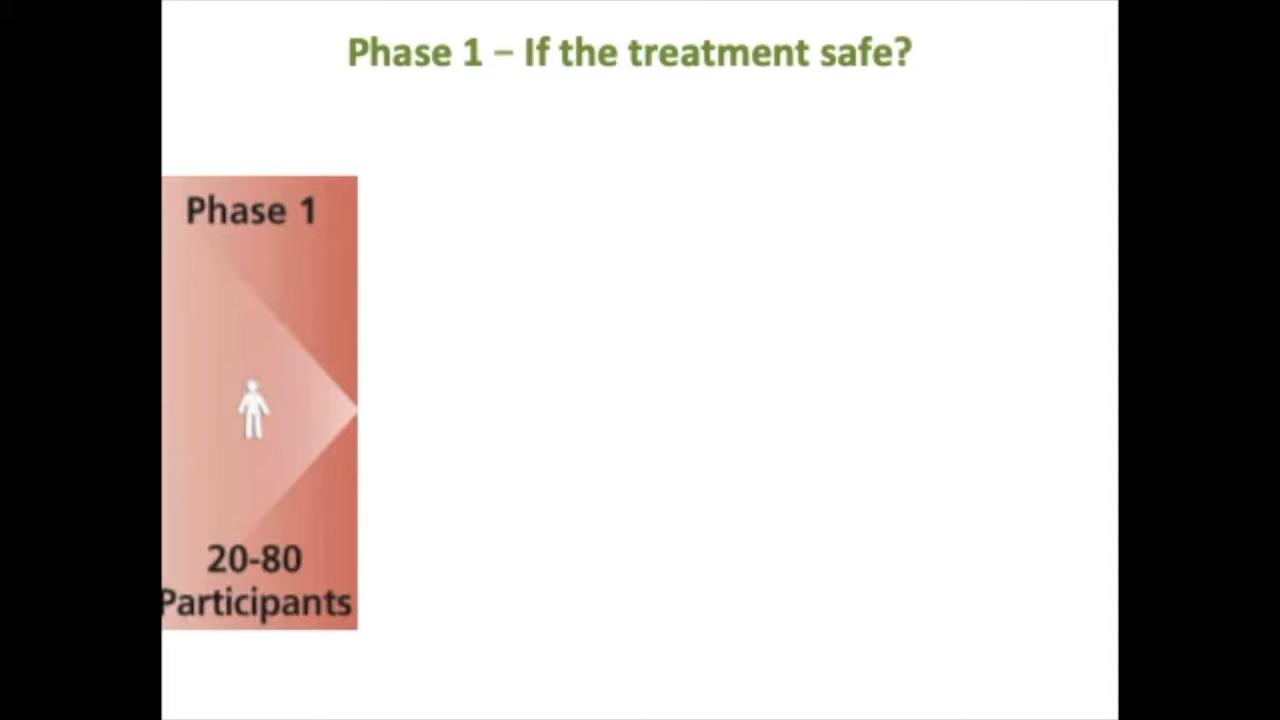 Phase 1 – If the treatment safe?
Phase 1
20-80
Participants